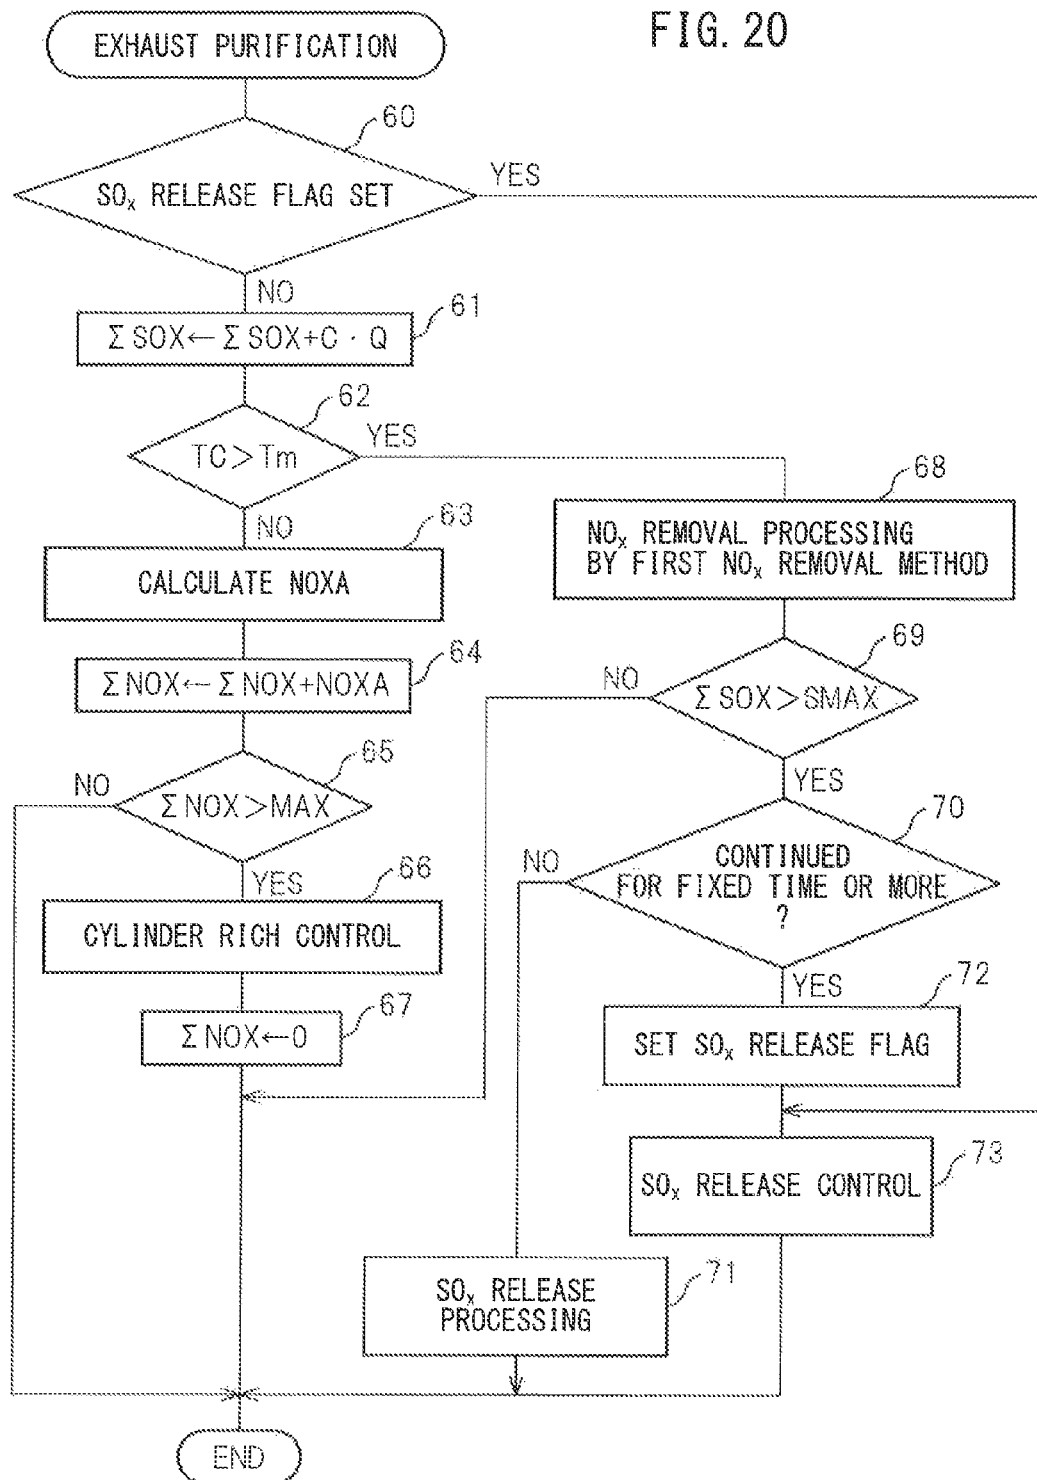 FIG. 20
EXHAUST PURIFICATION
60
SOx RELEASE FLAG SET
YES
NO
61
Σ SOX← Σ SOX+C · Q
62
TC>Tm
YES
NO
63
CALCULATE NOXA
64
Σ NOX← Σ NOX+NOXA
65
Σ NOX>MAX
NO
YES
66
CYLINDER RICH CONTROL
67
Σ NOX←0
68
NOx REMOVAL PROCESSING
BY FIRST NOx REMOVAL METHOD
69
Σ SOX>SMAX
NO
YES
70
CONTINUED
FOR FIXED TIME OR MORE
?
NO
YES
72
SET SOx RELEASE FLAG
73
SOx RELEASE CONTROL
71
SOx RELEASE
PROCESSING
END